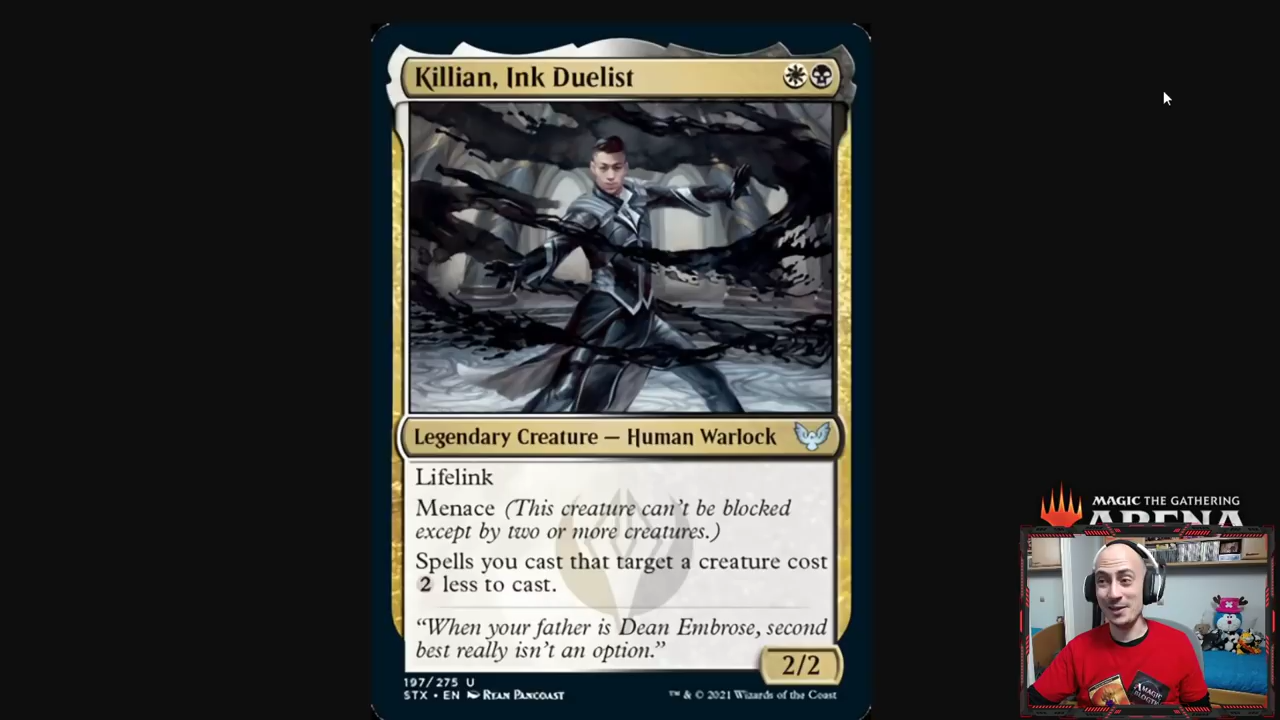 Killian, Ink Duelist
Legendary Creature — Human Warlock
Lifelink
Menace (This creature can't be blocked
except by two or more creatures.)
Spells you cast that target a creature cost
2 less to cast.
“When your father is Dean Embrose, second
best really isn't an option.”
2/2
197/275 U
STX • EN Ryan Pancoast
™ & © 2021 Wizards of the Coast
MAGIC THE GATHERING
ARENA